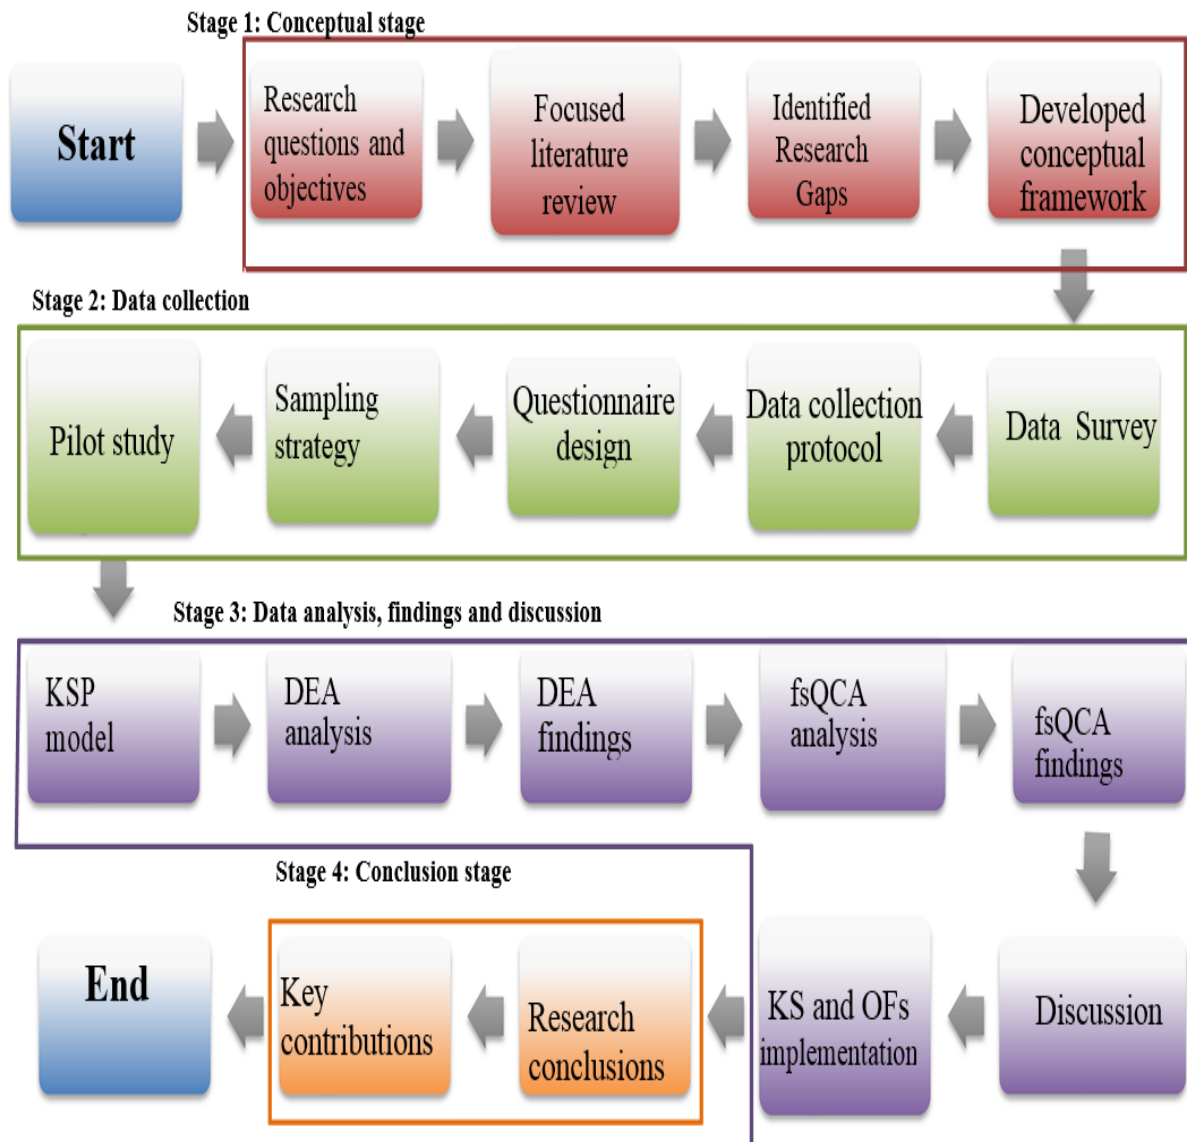 Stage 1: Conceptual stage
Start
Research
questions and
objectives
Focused
literature
review
Identified
Research
Gaps
Developed
conceptual
framework
Stage 2: Data collection
Data Survey
Data collection
protocol
Questionnaire
design
Sampling
strategy
Pilot study
Stage 3: Data analysis, findings and discussion
KSP
model
DEA
analysis
DEA
findings
fsQCA
analysis
fsQCA
findings
Discussion
KS and OFs
implementation
Stage 4: Conclusion stage
Research
conclusions
Key
contributions
End